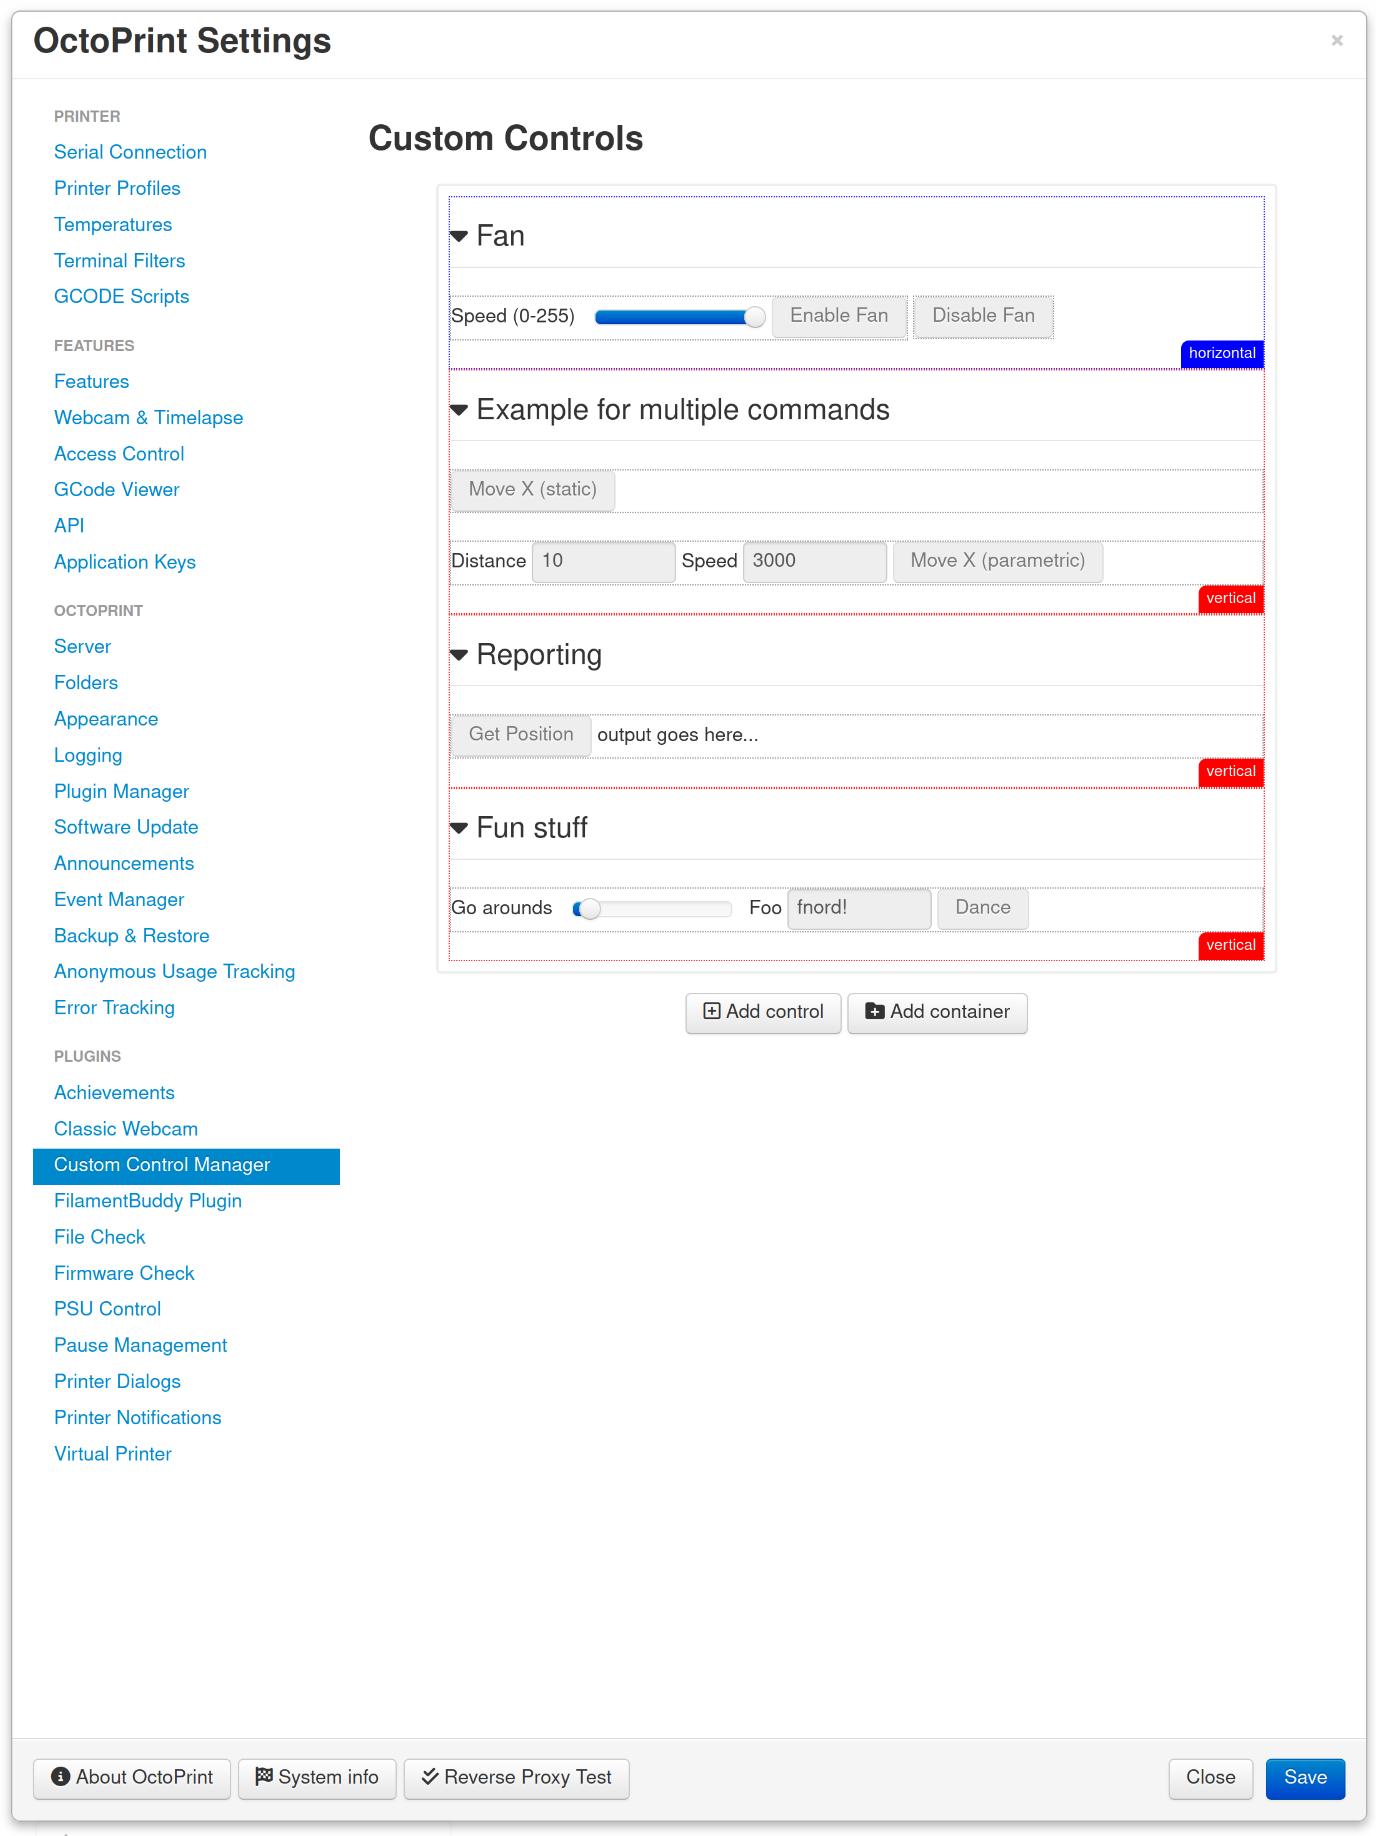 OctoPrint Settings
×
PRINTER
Serial Connection
Printer Profiles
Temperatures
Terminal Filters
GCODE Scripts
FEATURES
Features
Webcam & Timelapse
Access Control
GCode Viewer
API
Application Keys
OCTOPRINT
Server
Folders
Appearance
Logging
Plugin Manager
Software Update
Announcements
Event Manager
Backup & Restore
Anonymous Usage Tracking
Error Tracking
PLUGINS
Achievements
Classic Webcam
Custom Control Manager
FilamentBuddy Plugin
File Check
Firmware Check
PSU Control
Pause Management
Printer Dialogs
Printer Notifications
Virtual Printer
Custom Controls
Fan
Speed (0-255) Enable Fan Disable Fan
horizontal
Example for multiple commands
Move X (static)
Distance 10 Speed 3000 Move X (parametric)
vertical
Reporting
Get Position output goes here...
vertical
Fun stuff
Go arounds Foo fnord! Dance
vertical
Add control Add container
About OctoPrint System info Reverse Proxy Test Close Save